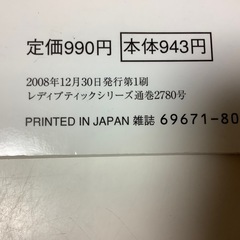 定価990円 本体943円
2008年12月30日発行第1刷
レディブティックシリーズ通巻2780号
PRINTED IN JAPAN 雑誌 69671-80